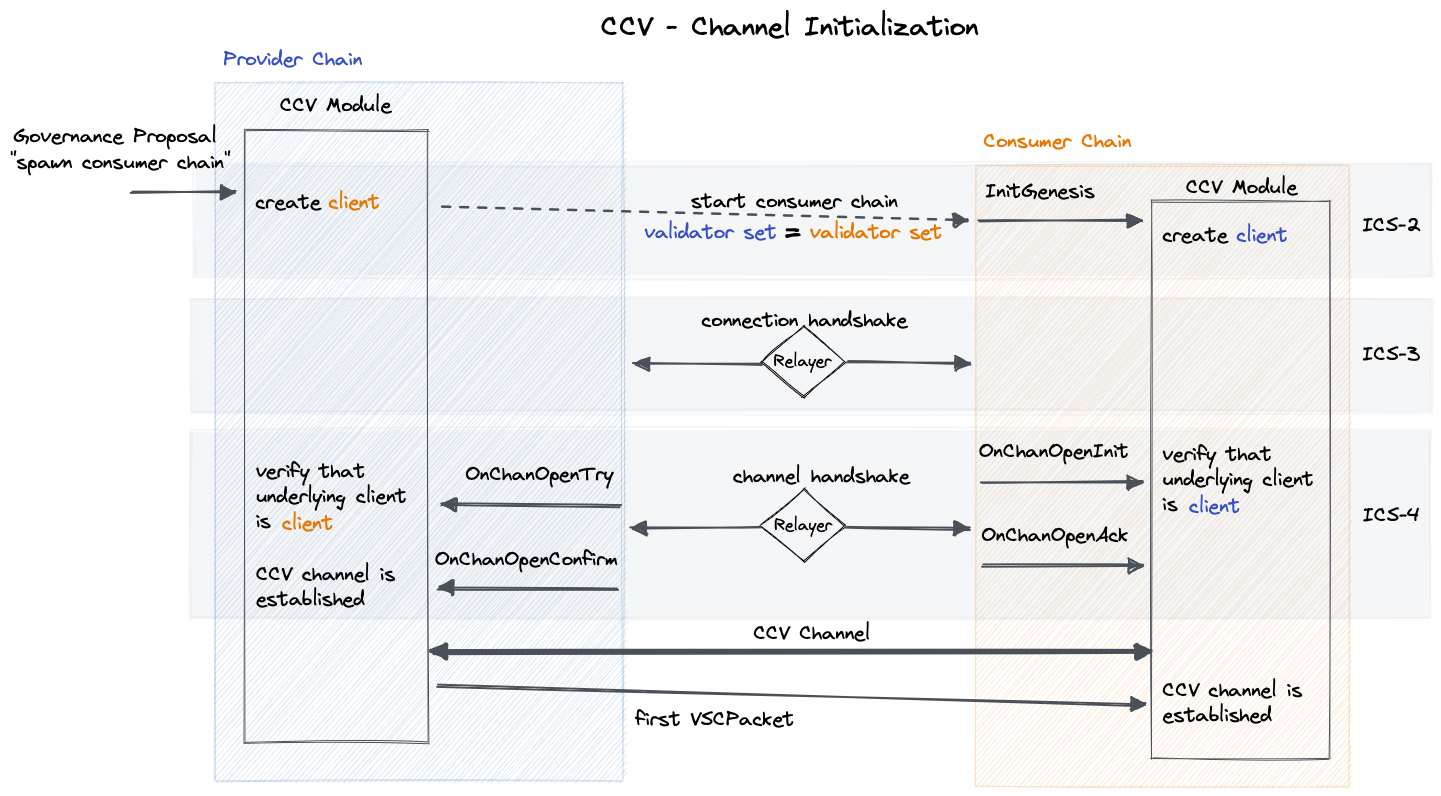 CCV - Channel Initialization
Provider Chain
CCV Module
Governance Proposal
"spawn consumer chain"
create client
start consumer chain
validator set = validator set
Consumer Chain
InitGenesis
CCV Module
create client
ICS-2
connection handshake
Relayer
ICS-3
verify that
underlying client
is client
CCV channel is
established
OnChanOpenTry
OnChanOpenConfirm
channel handshake
Relayer
OnChanOpenInit
OnChanOpenAck
verify that
underlying client
is client
ICS-4
CCV Channel
first VSCPacket
CCV channel is
established